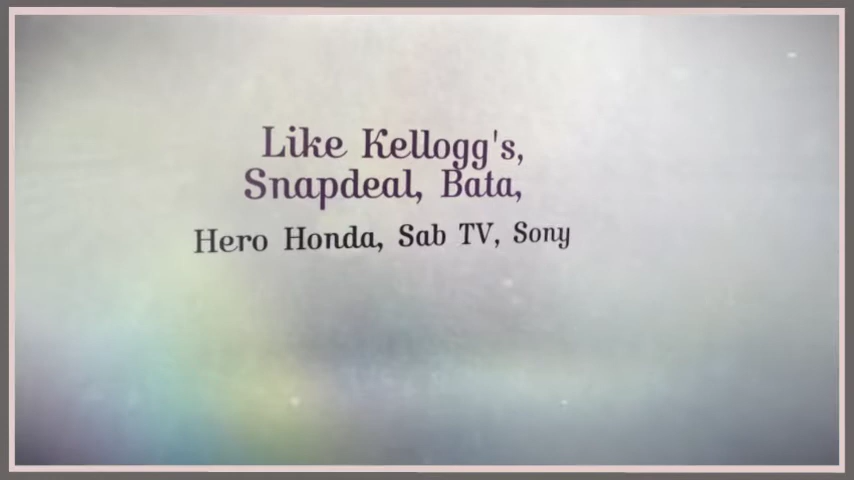 Like Kellogg's,
Snapdeal, Bata,
Hero Honda, Sab TV, Sony